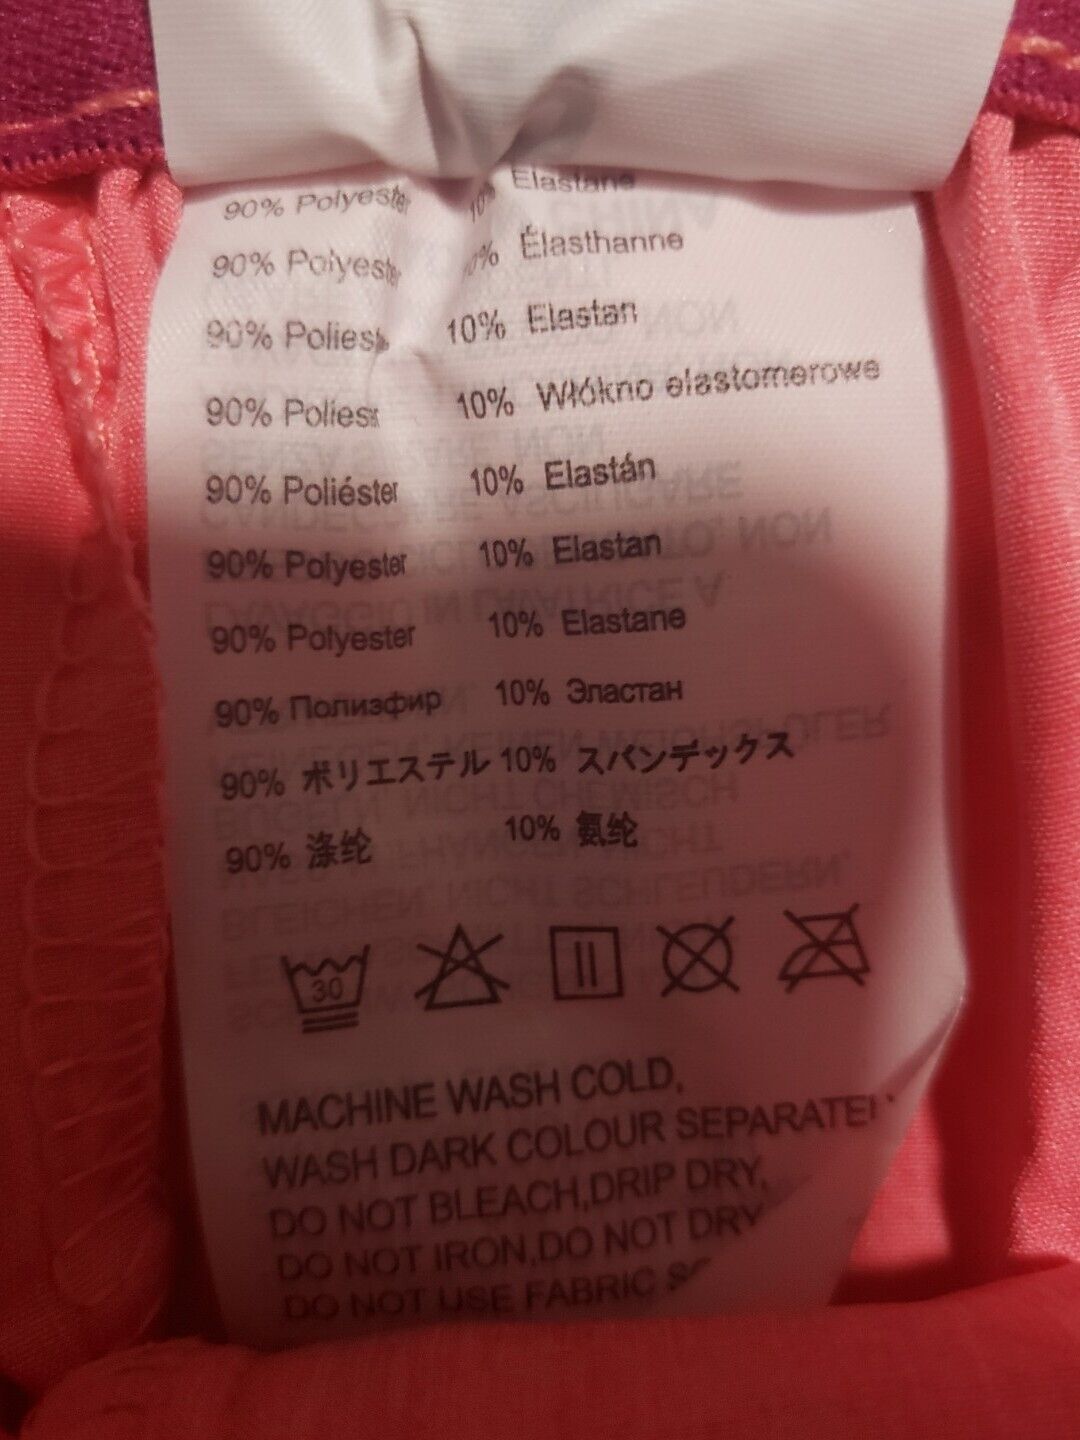 90% Polyester 10% Elastane
90% Polyester 10% Élasthanne
90% Poliester 10% Elastan
90% Poliestr 10% Włókno elastomerowe
90% Poliéster 10% Elastán
90% Polyester 10% Elastan
90% Polyester 10% Elastane
90% Полиэфир 10% Эластан
90% ポリエステル 10% スパンデックス
90% 涤纶 10% 氨纶
30
MACHINE WASH COLD,
WASH DARK COLOUR SEPARATELY
DO NOT BLEACH,DRIP DRY,
DO NOT IRON,DO NOT DRY
DO NOT USE FABRIC